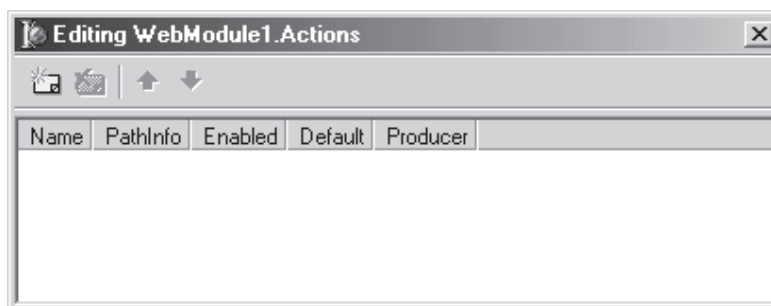 Editing WebModule1.Actions
Name PathInfo Enabled Default Producer